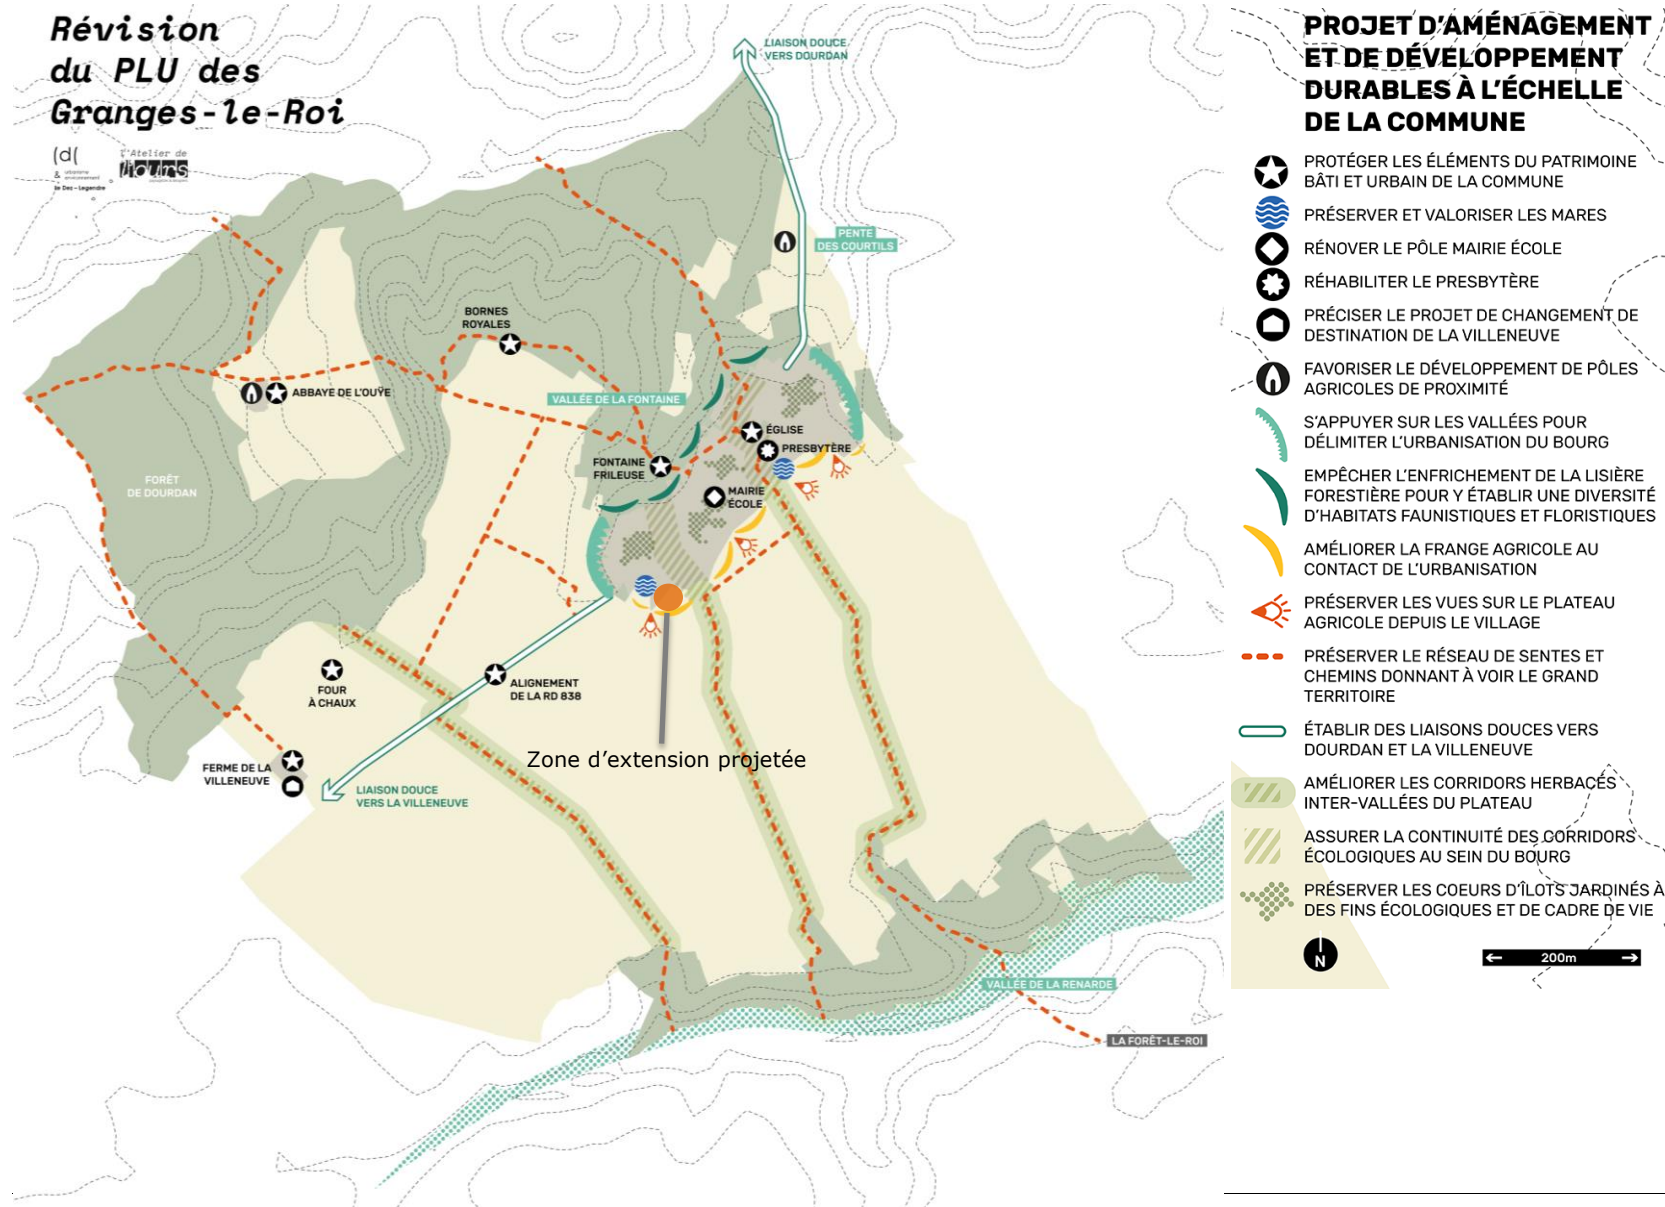 Révision
du PLU des
Granges-le-Roi
(d(
&
urbanisme
environnement
l'Atelier de
l'ours
LIAISON DOUCE
VERS DOURDAN
PENTE
DES COURTILS
BORNES
ROYALES
ABBAYE DE L'OUŸE
VALLÉE DE LA FONTAINE
ÉGLISE
PRESBYTÈRE
FONTAINE
FRILEUSE
MAIRIE
ÉCOLE
FORÊT
DE DOURDAN
FOUR
À CHAUX
ALIGNEMENT
DE LA RD 838
Zone d'extension projetée
FERME DE LA
VILLENEUVE
LIAISON DOUCE
VERS LA VILLENEUVE
VALLÉE DE LA RENARDE
LA FORÊT-LE-ROI
PROJET D'AMÉNAGEMENT
ET DE DÉVELOPPEMENT
DURABLES À L'ÉCHELLE
DE LA COMMUNE
PROTÉGER LES ÉLÉMENTS DU PATRIMOINE
BÂTI ET URBAIN DE LA COMMUNE
PRÉSERVER ET VALORISER LES MARES
RÉNOVER LE PÔLE MAIRIE ÉCOLE
RÉHABILITER LE PRESBYTÈRE
PRÉCISER LE PROJET DE CHANGEMENT DE
DESTINATION DE LA VILLENEUVE
FAVORISER LE DÉVELOPPEMENT DE PÔLES
AGRICOLES DE PROXIMITÉ
S'APPUYER SUR LES VALLÉES POUR
DÉLIMITER L'URBANISATION DU BOURG
EMPÊCHER L'ENFRICHEMENT DE LA LISIÈRE
FORESTIÈRE POUR Y ÉTABLIR UNE DIVERSITÉ
D'HABITATS FAUNISTIQUES ET FLORISTIQUES
AMÉLIORER LA FRANGE AGRICOLE AU
CONTACT DE L'URBANISATION
PRÉSERVER LES VUES SUR LE PLATEAU
AGRICOLE DEPUIS LE VILLAGE
PRÉSERVER LE RÉSEAU DE SENTES ET
CHEMINS DONNANT À VOIR LE GRAND
TERRITOIRE
ÉTABLIR DES LIAISONS DOUCES VERS
DOURDAN ET LA VILLENEUVE
AMÉLIORER LES CORRIDORS HERBACÉS
INTER-VALLÉES DU PLATEAU
ASSURER LA CONTINUITÉ DES CORRIDORS
ÉCOLOGIQUES AU SEIN DU BOURG
PRÉSERVER LES COEURS D'ÎLOTS JARDINÉS À
DES FINS ÉCOLOGIQUES ET DE CADRE DE VIE
N
200m